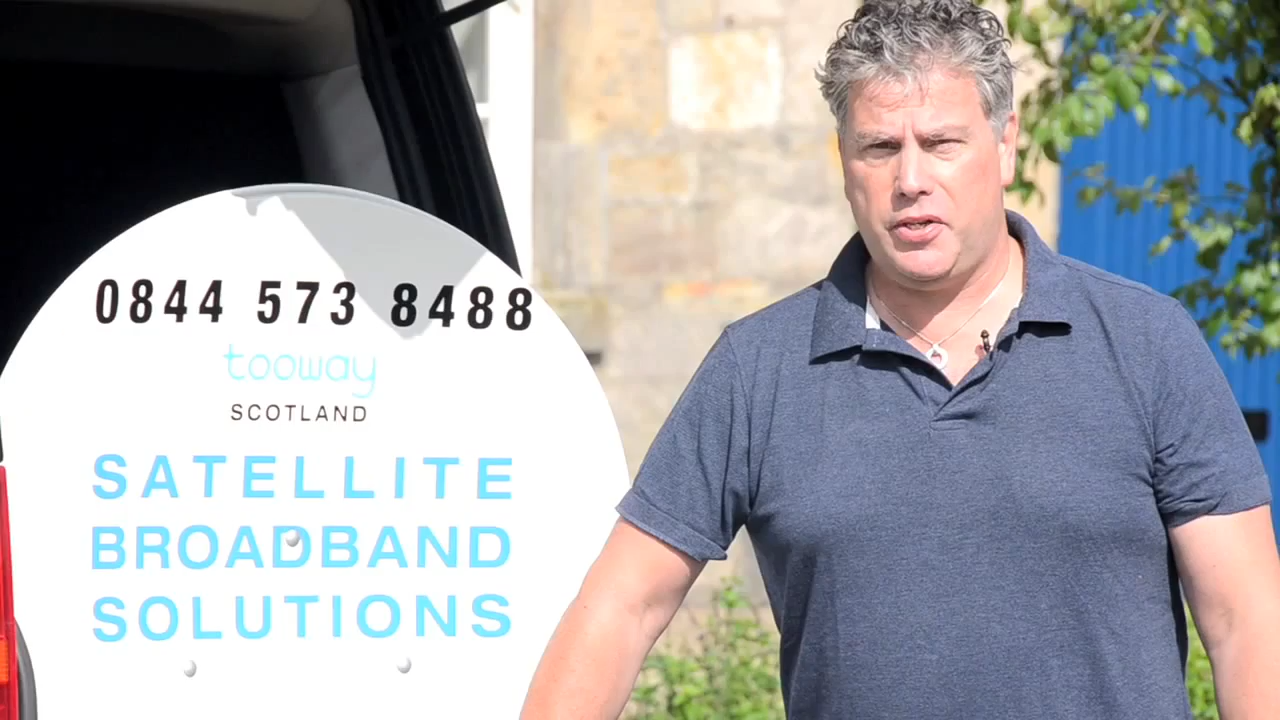 0844 573 8488
tooway
SCOTLAND
SATELLITE
BROADBAND
SOLUTIONS